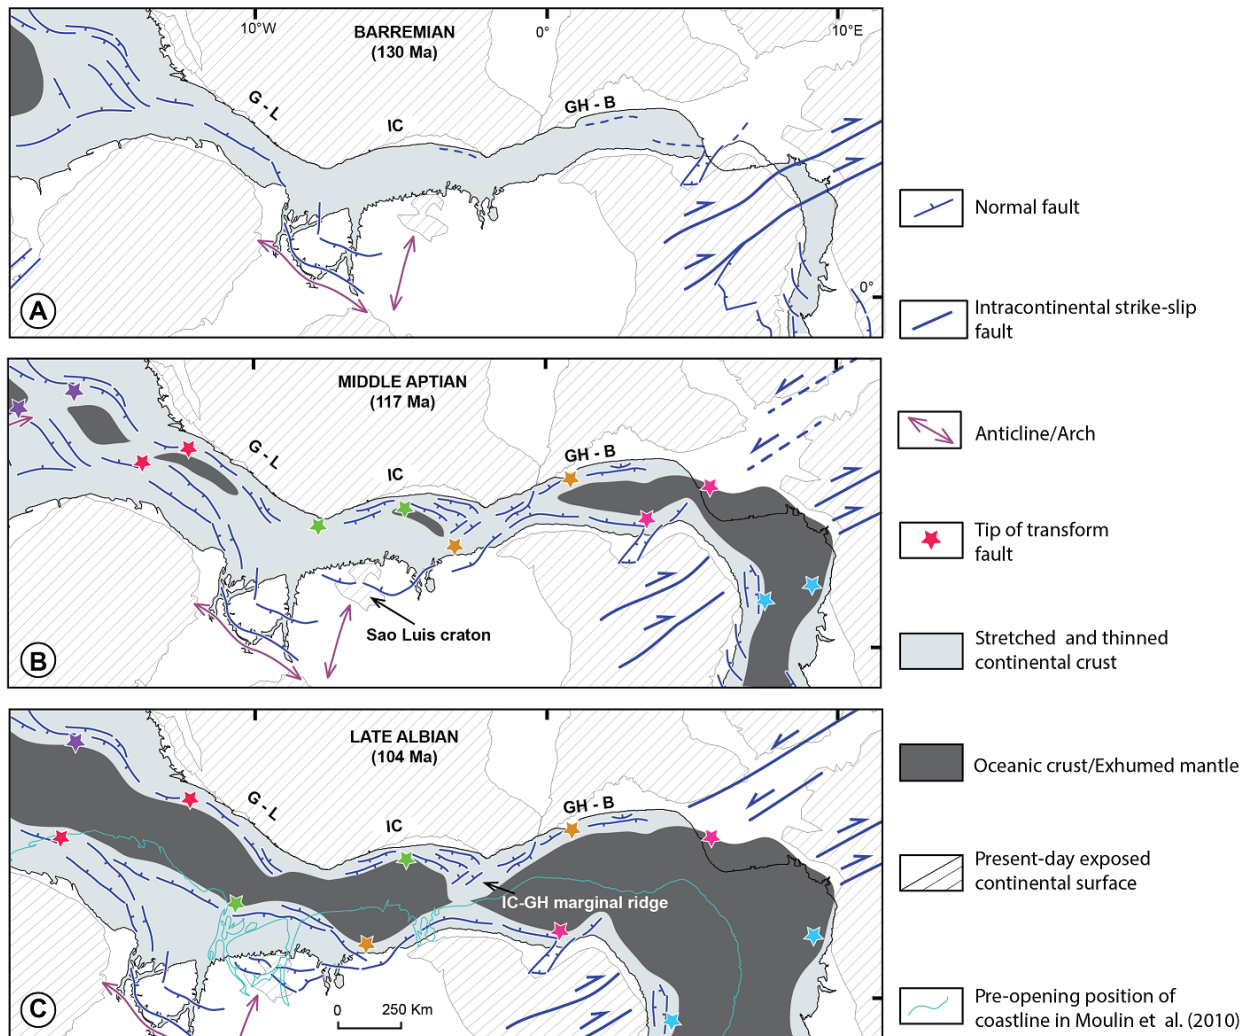 10°W
BARREMIAN
(130 Ma)
0°
10°E
G - L
IC
GH - B
0°
A
MIDDLE APTIAN
(117 Ma)
G - L
IC
GH - B
Sao Luis craton
B
LATE ALBIAN
(104 Ma)
G - L
IC
GH - B
IC-GH marginal ridge
0 250 Km
C
Normal fault
Intracontinental strike-slip
fault
Anticline/Arch
Tip of transform
fault
Stretched and thinned
continental crust
Oceanic crust/Exhumed mantle
Present-day exposed
continental surface
Pre-opening position of
coastline in Moulin et al. (2010)